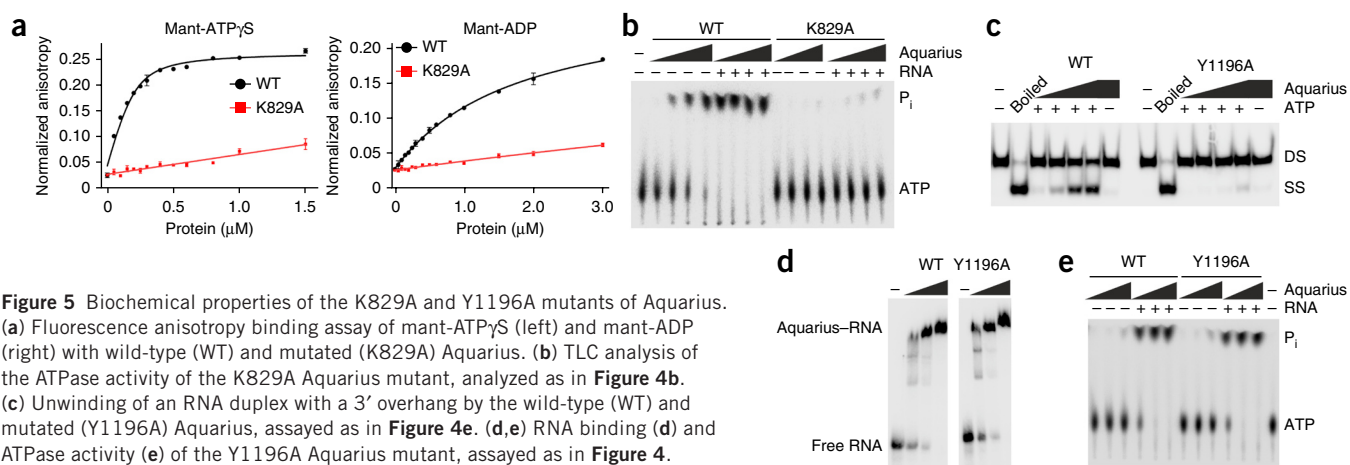 a
Mant-ATPγS
Normalized anisotropy
0.25
0.20
0.15
0.10
0.05
0
WT
K829A
0 0.5 1.0 1.5
Protein (μM)
Mant-ADP
Normalized anisotropy
0.20
0.15
0.10
0.05
0
WT
K829A
0 1.0 2.0 3.0
Protein (μM)
b
WT K829A
– Aquarius
– – – – – + + + + – – – – + + + + RNA
Pi
ATP
c
WT Y1196A
– Boiled – Boiled Aquarius
+ + + + – + + + + – ATP
DS
SS
d
WT Y1196A
– –
Aquarius–RNA
Free RNA
e
WT Y1196A
– Aquarius
+ + + + + + RNA
Pi
ATP
Figure 5 Biochemical properties of the K829A and Y1196A mutants of Aquarius.
(a) Fluorescence anisotropy binding assay of mant-ATPγS (left) and mant-ADP
(right) with wild-type (WT) and mutated (K829A) Aquarius. (b) TLC analysis of
the ATPase activity of the K829A Aquarius mutant, analyzed as in Figure 4b.
(c) Unwinding of an RNA duplex with a 3′ overhang by the wild-type (WT) and
mutated (Y1196A) Aquarius, assayed as in Figure 4e. (d,e) RNA binding (d) and
ATPase activity (e) of the Y1196A Aquarius mutant, assayed as in Figure 4.